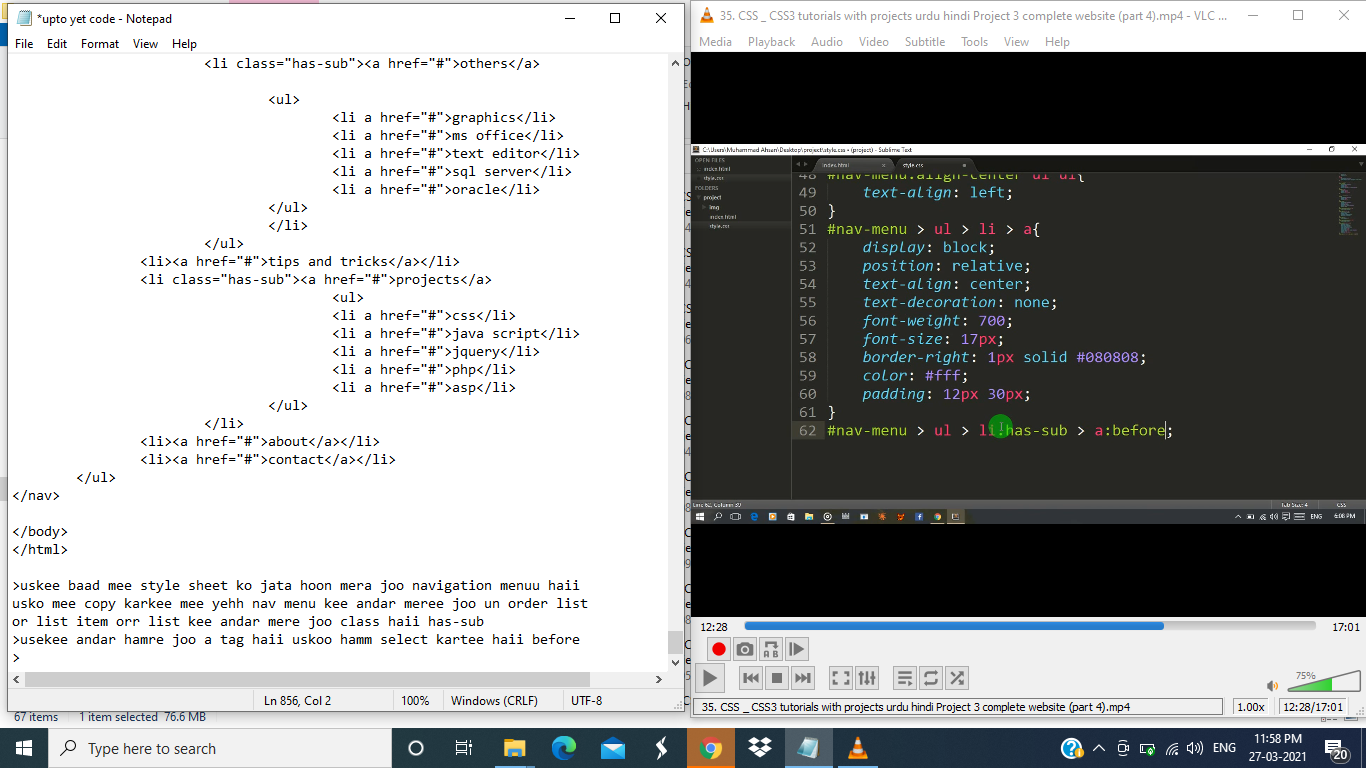 *upto yet code - Notepad
File Edit Format View Help
<li class="has-sub"><a href="#">others</a>
<ul>
<li a href="#">graphics</li>
<li a href="#">ms office</li>
<li a href="#">text editor</li>
<li a href="#">sql server</li>
<li a href="#">oracle</li>
</ul>
</li>
</ul>
<li><a href="#">tips and tricks</a></li>
<li class="has-sub"><a href="#">projects</a>
<ul>
<li a href="#">css</li>
<li a href="#">java script</li>
<li a href="#">jquery</li>
<li a href="#">php</li>
<li a href="#">asp</li>
</ul>
</li>
<li><a href="#">about</a></li>
<li><a href="#">contact</a></li>
</ul>
</nav>
</body>
</html>
>uskee baad mee style sheet ko jata hoon mera joo navigation menuu haii
usko mee copy karkee mee yehh nav menu kee andar meree joo un order list
or list item orr list kee andar mere joo class haii has-sub
>usekee andar hamre joo a tag haii uskoo hamm select kartee haii before
>
Ln 856, Col 2 100% Windows (CRLF) UTF-8
67 items 1 item selected 76.6 MB
35. CSS _ CSS3 tutorials with projects urdu hindi Project 3 complete website (part 4).mp4 - VLC ...
Media Playback Audio Video Subtitle Tools View Help
C:\Users\Muhammad Ahsan\Desktop\project\style.css • (project) - Sublime Text
OPEN FILES
index.html
style.css
FOLDERS
project
img
index.html
style.css
index.html style.css
48 #nav-menu.align-center ul ul{
49 text-align: left;
50 }
51 #nav-menu > ul > li > a{
52 display: block;
53 position: relative;
54 text-align: center;
55 text-decoration: none;
56 font-weight: 700;
57 font-size: 17px;
58 border-right: 1px solid #080808;
59 color: #fff;
60 padding: 12px 30px;
61 }
62 #nav-menu > ul > li.has-sub > a:before;
Line 62, Column 39 Tab Size: 4 CSS
ENG 6:08 PM
12:28 17:01
75%
35. CSS _ CSS3 tutorials with projects urdu hindi Project 3 complete website (part 4).mp4 1.00x 12:28/17:01
Type here to search
ENG 11:58 PM
27-03-2021
20